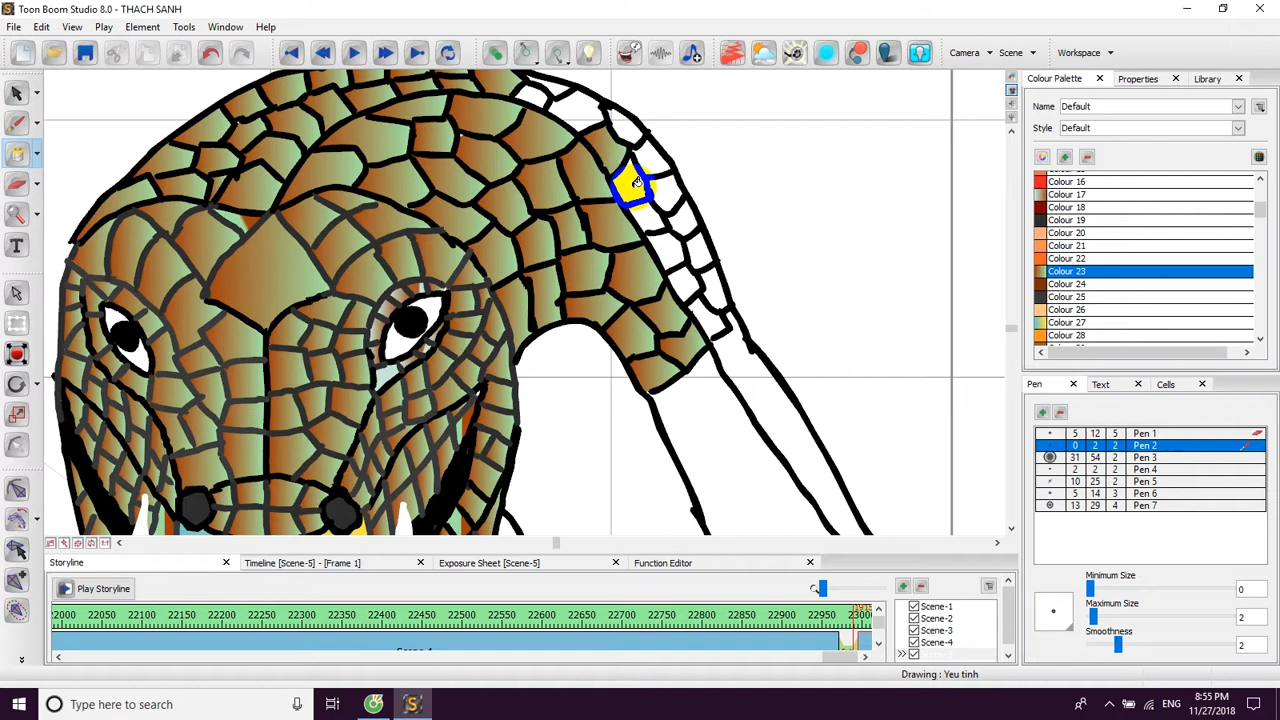 Toon Boom Studio 8.0 - THACH SANH
File Edit View Play Element Tools Window Help
Camera Scene Workspace
T
Colour Palette Properties Library
Name Default
Style Default
Colour 16
Colour 17
Colour 18
Colour 19
Colour 20
Colour 21
Colour 22
Colour 23
Colour 24
Colour 25
Colour 26
Colour 27
Colour 28
Pen Text Cells
5 12 5 Pen 1
0 2 2 Pen 2
31 54 2 Pen 3
2 2 2 Pen 4
10 25 2 Pen 5
5 14 3 Pen 6
13 29 4 Pen 7
Minimum Size
0
Maximum Size
2
Smoothness
2
Storyline Timeline [Scene-5] - [Frame 1] Exposure Sheet [Scene-5] Function Editor
Play Storyline
22050 22100 22150 22200 22250 22300 22350 22400 22450 22500 22550 22600 22650 22700 22750 22800 22850 22900
Scene-1
Scene-2
Scene-3
Scene-4
Drawing : Yeu tinh
Type here to search
ENG
8:55 PM
11/27/2018